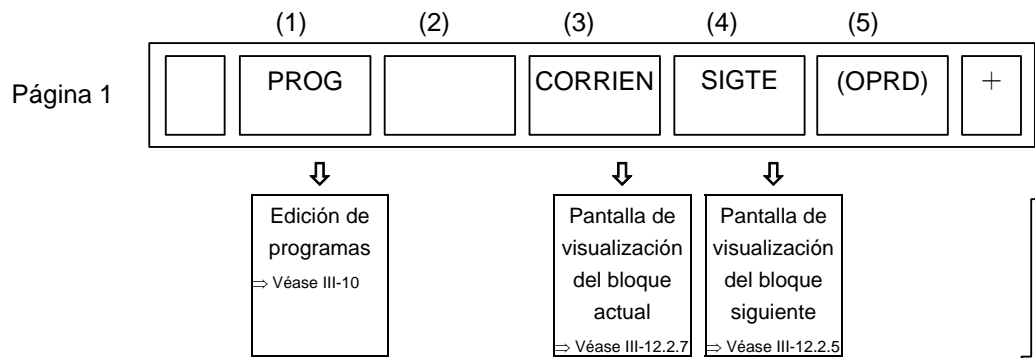 (1) (2) (3) (4) (5)
Página 1 PROG CORRIEN SIGTE (OPRD) +
Edición de
programas
⇒ Véase III-10
Pantalla de
visualización
del bloque
actual
⇒ Véase III-12.2.7
Pantalla de
visualización
del bloque
siguiente
⇒ Véase III-12.2.5